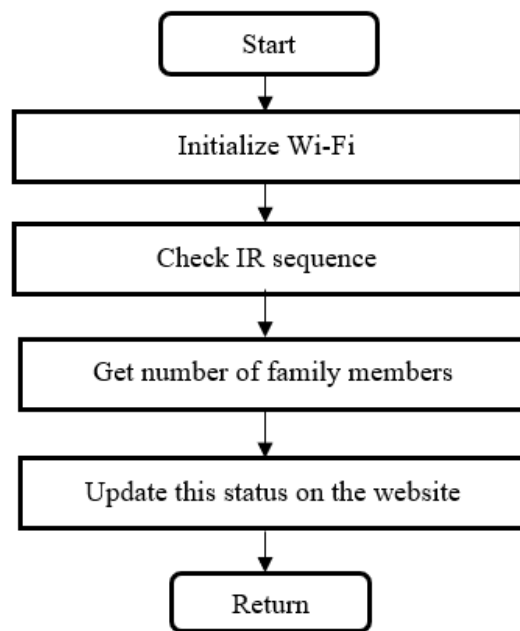 Start
Initialize Wi-Fi
Check IR sequence
Get number of family members
Update this status on the website
Return